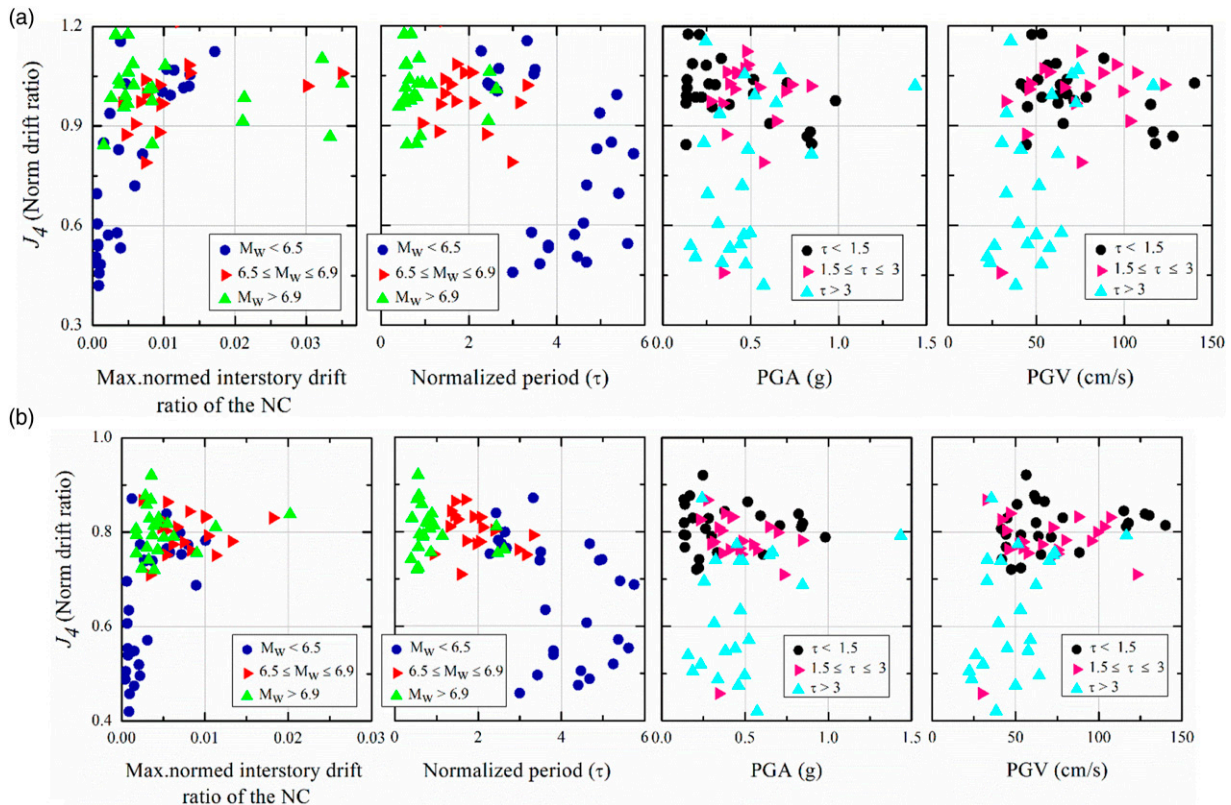 (a)
J4 (Norm drift ratio)
1.2
0.9
0.6
0.3
MW < 6.5
6.5 ≤ MW ≤ 6.9
MW > 6.9
0.00 0.01 0.02 0.03
Max.normed interstory drift
ratio of the NC
MW < 6.5
6.5 ≤ MW ≤ 6.9
MW > 6.9
0 2 4 6
Normalized period (τ)
τ < 1.5
1.5 ≤ τ ≤ 3
τ > 3
0.0 0.5 1.0 1.5
PGA (g)
τ < 1.5
1.5 ≤ τ ≤ 3
τ > 3
50 100 150
PGV (cm/s)
(b)
J4 (Norm drift ratio)
1.0
0.8
0.6
0.4
MW < 6.5
6.5 ≤ MW ≤ 6.9
MW > 6.9
0.00 0.01 0.02 0.03
Max.normed interstory drift
ratio of the NC
MW < 6.5
6.5 ≤ MW ≤ 6.9
MW > 6.9
0 2 4 6
Normalized period (τ)
τ < 1.5
1.5 ≤ τ ≤ 3
τ > 3
0.0 0.5 1.0 1.5
PGA (g)
τ < 1.5
1.5 ≤ τ ≤ 3
τ > 3
50 100 150
PGV (cm/s)